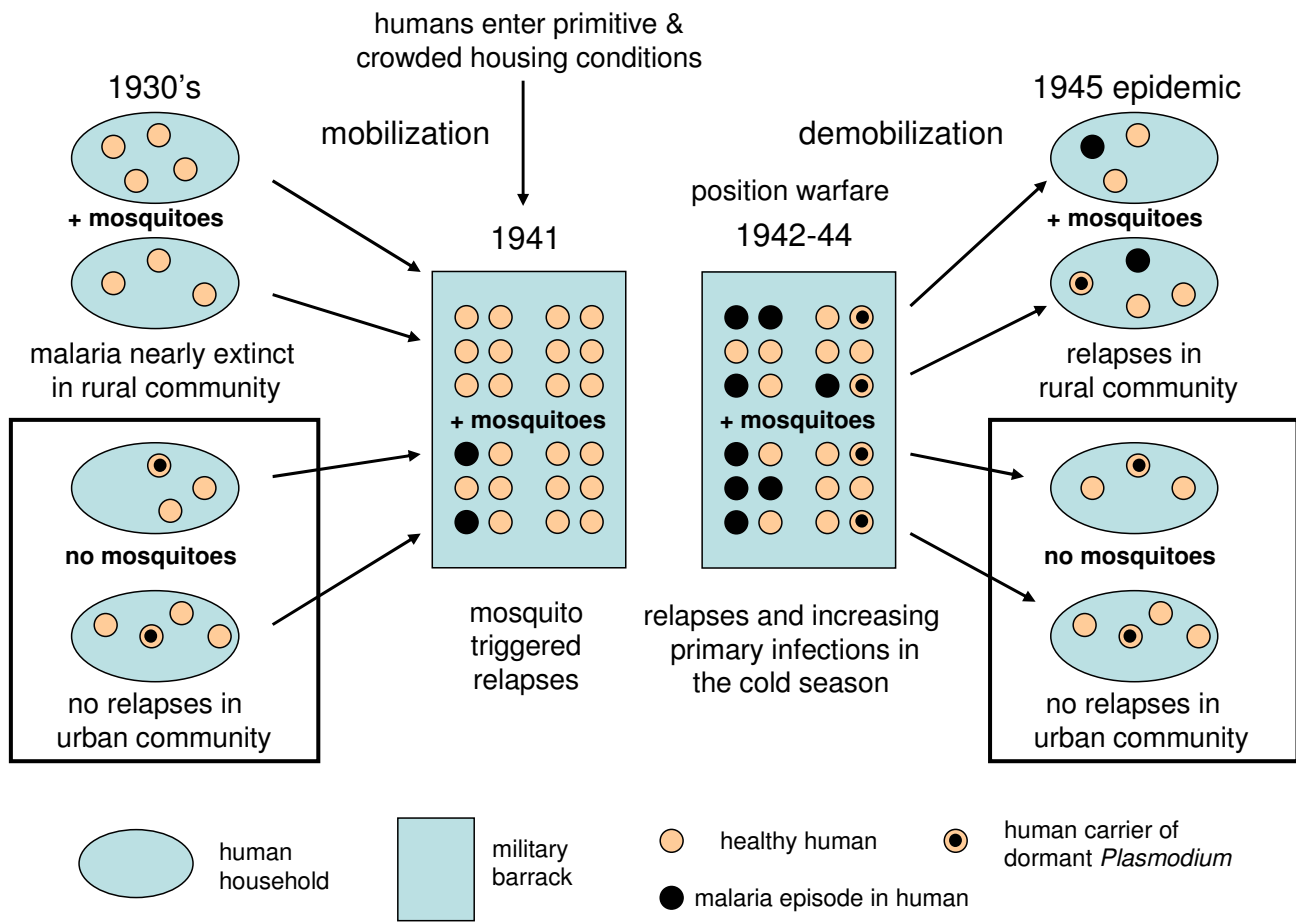 humans enter primitive &
crowded housing conditions
1930's
mobilization
demobilization
1945 epidemic
+ mosquitoes
malaria nearly extinct
in rural community
no mosquitoes
no relapses in
urban community
1941
+ mosquitoes
mosquito
triggered
relapses
position warfare
1942-44
+ mosquitoes
relapses and increasing
primary infections in
the cold season
+ mosquitoes
relapses in
rural community
no mosquitoes
no relapses in
urban community
human
household
military
barrack
healthy human
malaria episode in human
human carrier of
dormant Plasmodium